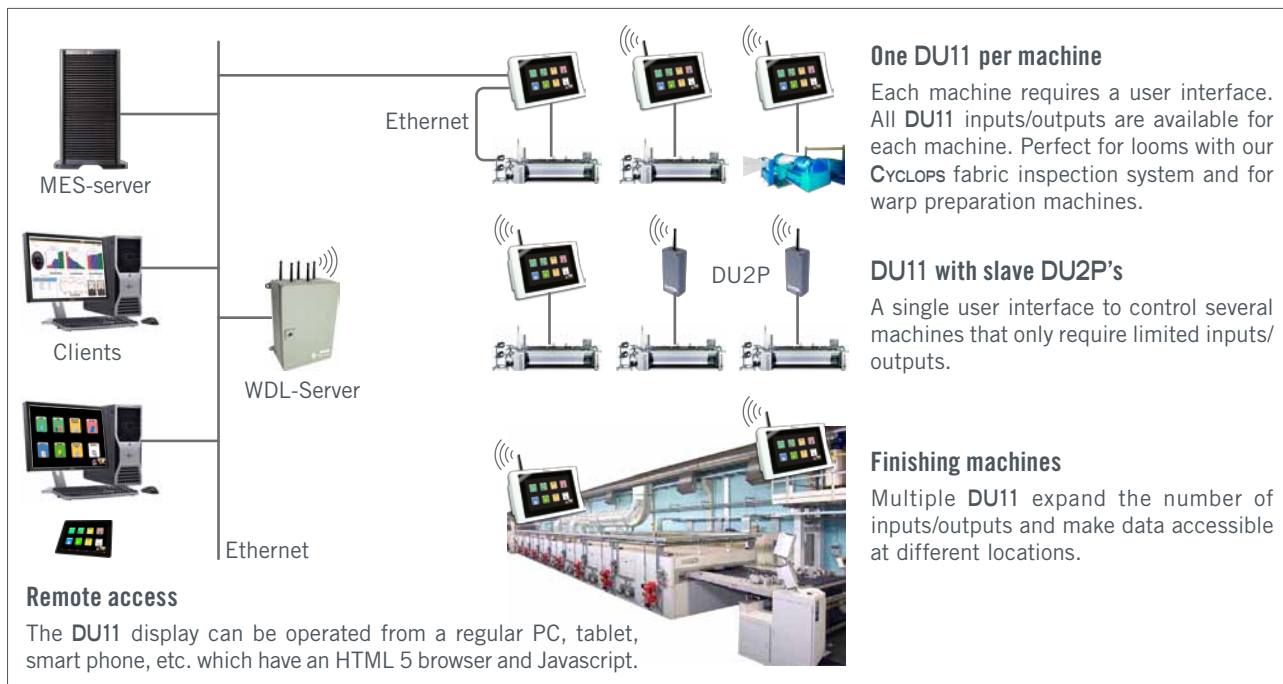 MES-server
Clients
WDL-Server
Ethernet
Ethernet
DU2P
Remote access
The DU11 display can be operated from a regular PC, tablet,
smart phone, etc. which have an HTML 5 browser and Javascript.
One DU11 per machine
Each machine requires a user interface.
All DU11 inputs/outputs are available for
each machine. Perfect for looms with our
CYCLOPS fabric inspection system and for
warp preparation machines.
DU11 with slave DU2P's
A single user interface to control several
machines that only require limited inputs/
outputs.
Finishing machines
Multiple DU11 expand the number of
inputs/outputs and make data accessible
at different locations.